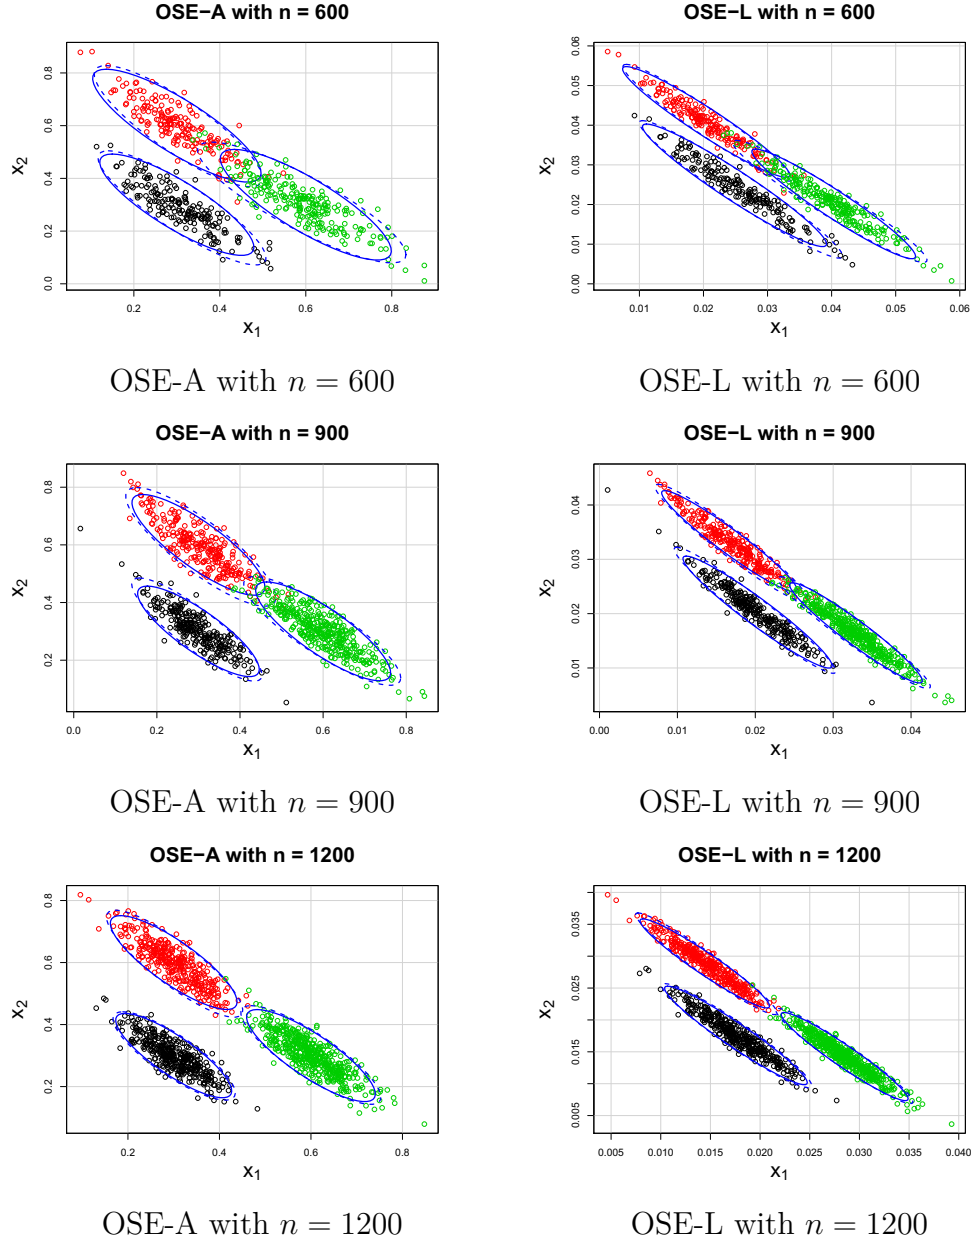 OSE−A with n = 600
OSE−L with n = 600
0.0 0.2 0.4 0.6 0.8
x2
0.2 0.4 0.6 0.8
x1
0.00 0.01 0.02 0.03 0.04 0.05 0.06
x2
0.01 0.02 0.03 0.04 0.05 0.06
x1
OSE-A with n = 600
OSE-L with n = 600
OSE−A with n = 900
OSE−L with n = 900
0.2 0.4 0.6 0.8
x2
0.0 0.2 0.4 0.6 0.8
x1
0.01 0.02 0.03 0.04
x2
0.00 0.01 0.02 0.03 0.04
x1
OSE-A with n = 900
OSE-L with n = 900
OSE−A with n = 1200
OSE−L with n = 1200
0.2 0.4 0.6 0.8
x2
0.2 0.4 0.6 0.8
x1
0.005 0.015 0.025 0.035
x2
0.005 0.010 0.015 0.020 0.025 0.030 0.035 0.040
x1
OSE-A with n = 1200
OSE-L with n = 1200